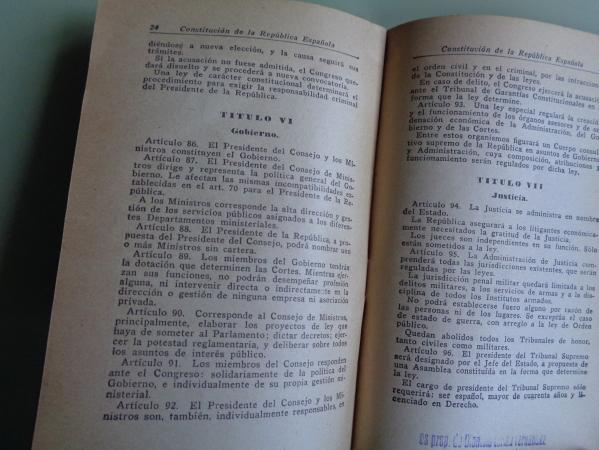 24
Constitución de la República Española
diéndose a nueva elección, y la causa seguirá sus
trámites.
Si la acusación no fuse admitida, el Congreso que-
dará disuelto y se procederá a nueva convocatoria.
Una ley de carácter constitucional determinará el
procedimiento para exigir la responsabilidad criminal
del Presidente de la República.
TITULO VI
Gobierno.
Artículo 86. El Presidente del Consejo y los Mi-
nistros constituyen el Gobierno.
Artículo 87. El Presidente del Consejo de Minis-
tros dirige y representa la política general del Go-
bierno. Le afectan las mismas incompatibilidades es-
tablecidas en el art. 70 para el Presidente de la Re-
pública.
A los Ministros corresponde la alta dirección y ges-
tión de los servicios públicos asignados a los diferen-
tes Departamentos ministeriales.
Artículo 88. El Presidente de la República, a pro-
puesta del Presidente del Consejo, podrá nombrar uno
o más Ministros sin cartera.
Artículo 89. Los miembros del Gobierno tendrán
la dotación que determinen las Cortes. Mientras ejer-
zan sus funciones, no podrán desempeñar profesión
alguna, ni intervenir directa o indirectamente en la
dirección o gestión de ninguna empresa ni asociación
privada.
Artículo 90. Corresponde al Consejo de Ministros,
principalmente, elaborar los proyectos de ley que
haya de someter al Parlamento; dictar decretos; ejer-
cer la potestad reglamentaria, y deliberar sobre todos
los asuntos de interés público.
Artículo 91. Los miembros del Consejo responden
ante el Congreso: solidariamente de la política del
Gobierno, e individualmente de su propia gestión mi-
nisterial.
Artículo 92. El Presidente del Consejo y los Mi-
nistros son, también, individualmente responsables, en
Constitución de la República Española
el orden civil y en el criminal, por las infracciones
de la Constitución y de las leyes.
En caso de delito, el Congreso ejercerá la acusación
ante el Tribunal de Garantías Constitucionales en la
forma que la ley determine.
Artículo 93. Una ley especial regulará la creación
y el funcionamiento de los órganos asesores y de or-
denación económica de la Administración, del Go-
bierno y de las Cortes.
Entre estos organismos figurará un Cuerpo consul-
tivo supremo de la República en asuntos de Gobierno
y Administración, cuya composición, atribuciones y
funcionamiento serán regulados por dicha ley.
TITULO VII
Justicia.
Artículo 94. La Justicia se administra en nombre
del Estado.
La República asegurará a los litigantes económica-
mente necesitados la gratitud de la Justicia.
Los jueces son independientes en su función. Sólo
están sometidos a la ley.
Artículo 95. La Administración de Justicia com-
prenderá todas las jurisdicciones existentes, que serán
reguladas por las leyes.
La jurisdicción penal militar quedará limitada a los
delitos militares, a los servicios de armas y a la dis-
ciplina de todos los Institutos armados.
No podrá establecerse fuero alguno por razón de
las personas ni de los lugares. Se exceptúa el caso
de estado de guerra, con arreglo a la ley de Orden
público.
Quedan abolidos todos los Tribunales de honor,
tanto civiles como militares.
Artículo 96. El presidente del Tribunal Supremo
será designado por el Jefe del Estado, a propuesta de
una Asamblea constituída en la forma que determine
la ley.
El cargo de presidente del Tribunal Supremo sólo
requerirá: ser español, mayor de cuarenta años y li-
cenciado en Derecho.
es prop. de